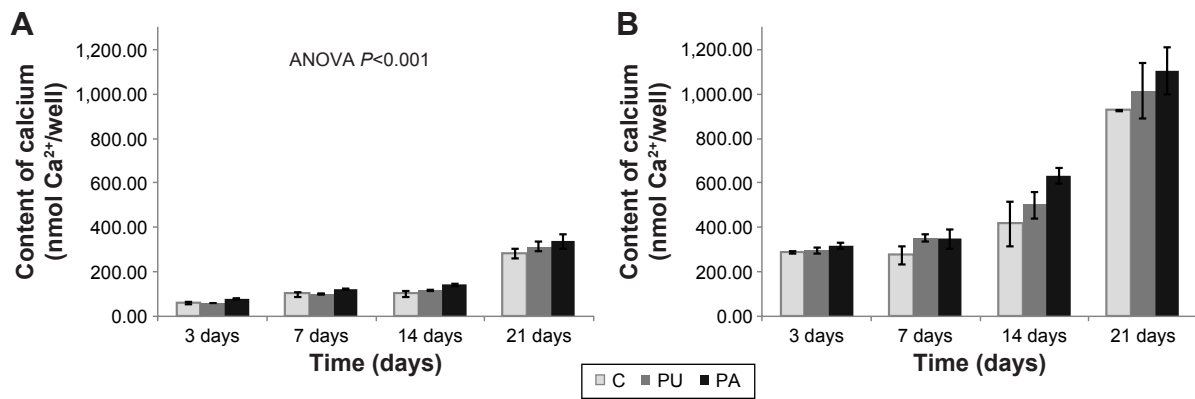 A
Content of calcium
(nmol Ca²⁺/well)
1,200.00
1,000.00
800.00
600.00
400.00
200.00
0.00
ANOVA P<0.001
3 days 7 days 14 days 21 days
Time (days)
B
Content of calcium
(nmol Ca²⁺/well)
1,200.00
1,000.00
800.00
600.00
400.00
200.00
0.00
3 days 7 days 14 days 21 days
Time (days)
C PU PA